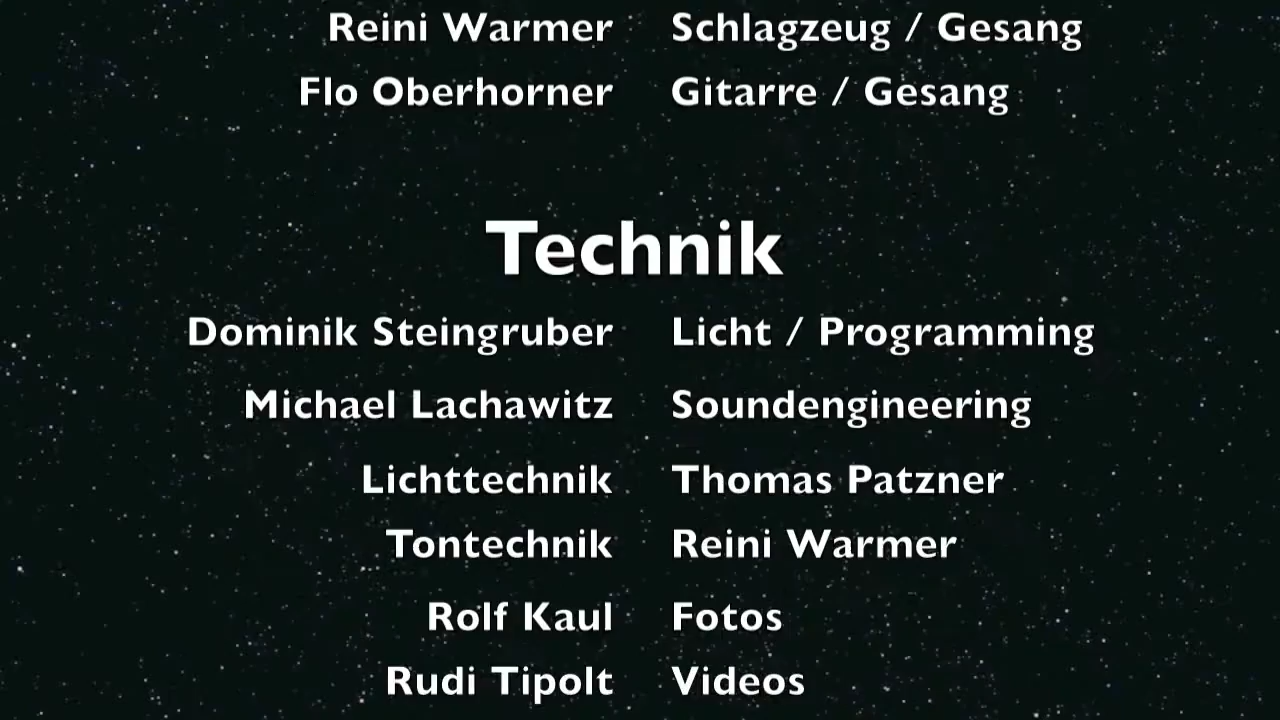 Reini Warmer Schlagzeug / Gesang
Flo Oberhorner Gitarre / Gesang
Technik
Dominik Steingruber Licht / Programming
Michael Lachawitz Soundengineering
Lichttechnik Thomas Patzner
Tontechnik Reini Warmer
Rolf Kaul Fotos
Rudi Tipolt Videos